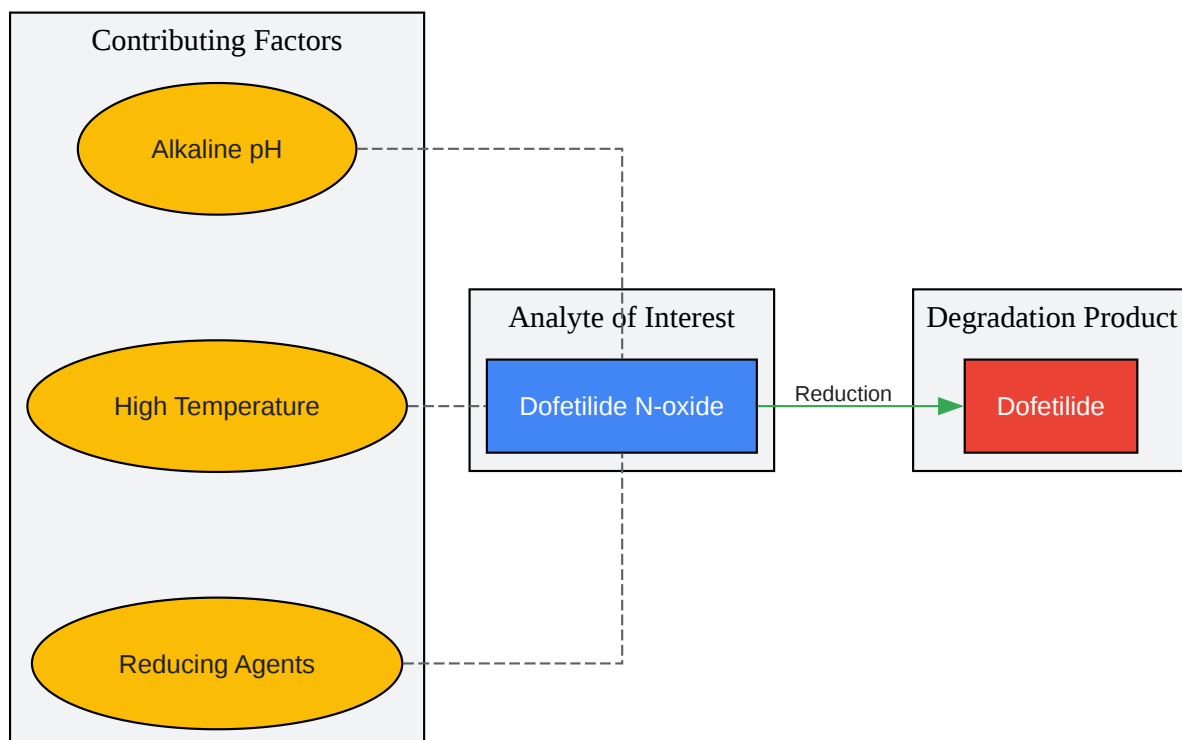 Contributing Factors
Alkaline pH
High Temperature
Reducing Agents
Analyte of Interest
Dofetilide N-oxide
Reduction
Degradation Product
Dofetilide